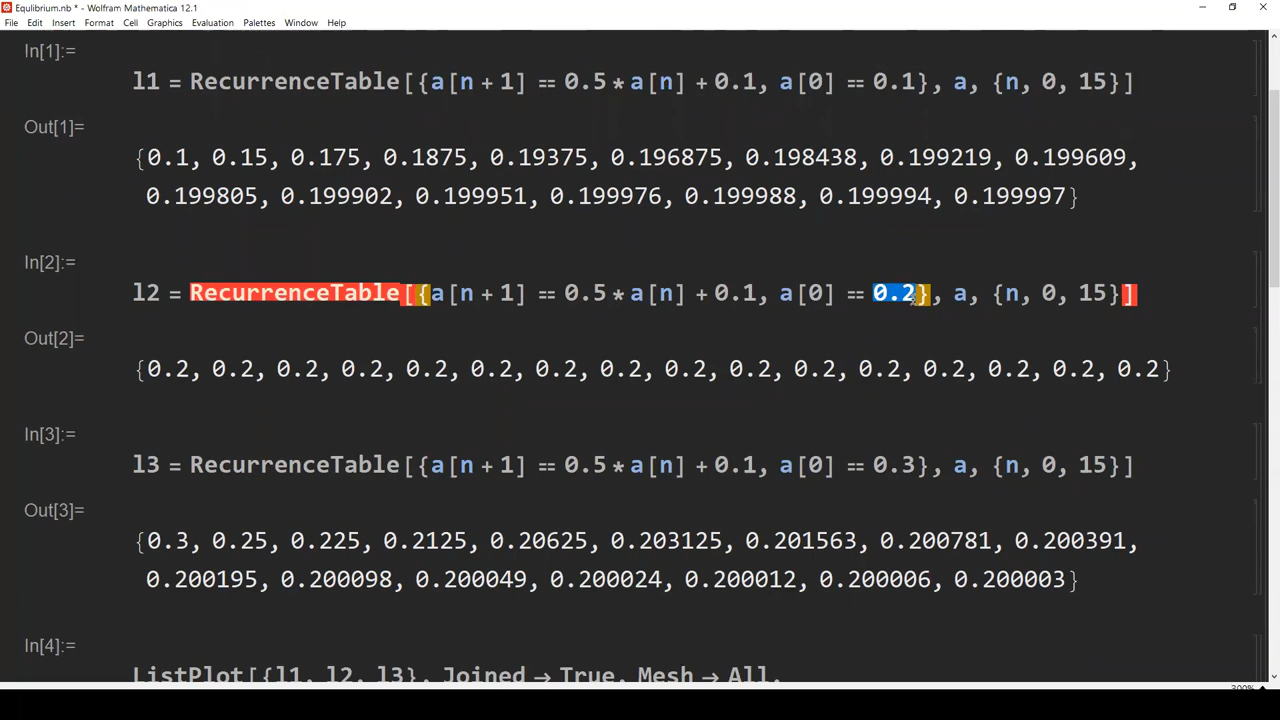 Equlibrium.nb * - Wolfram Mathematica 12.1
File Edit Insert Format Cell Graphics Evaluation Palettes Window Help
In[1]:=
l1 = RecurrenceTable[{a[n + 1] == 0.5 * a[n] + 0.1, a[0] == 0.1}, a, {n, 0, 15}]
Out[1]=
{0.1, 0.15, 0.175, 0.1875, 0.19375, 0.196875, 0.198438, 0.199219, 0.199609,
0.199805, 0.199902, 0.199951, 0.199976, 0.199988, 0.199994, 0.199997}
In[2]:=
l2 = RecurrenceTable[{a[n + 1] == 0.5 * a[n] + 0.1, a[0] == 0.2}, a, {n, 0, 15}]
Out[2]=
{0.2, 0.2, 0.2, 0.2, 0.2, 0.2, 0.2, 0.2, 0.2, 0.2, 0.2, 0.2, 0.2, 0.2, 0.2, 0.2}
In[3]:=
l3 = RecurrenceTable[{a[n + 1] == 0.5 * a[n] + 0.1, a[0] == 0.3}, a, {n, 0, 15}]
Out[3]=
{0.3, 0.25, 0.225, 0.2125, 0.20625, 0.203125, 0.201563, 0.200781, 0.200391,
0.200195, 0.200098, 0.200049, 0.200024, 0.200012, 0.200006, 0.200003}
In[4]:=
ListPlot[{l1, l2, l3}, Joined → True, Mesh → All,
300%